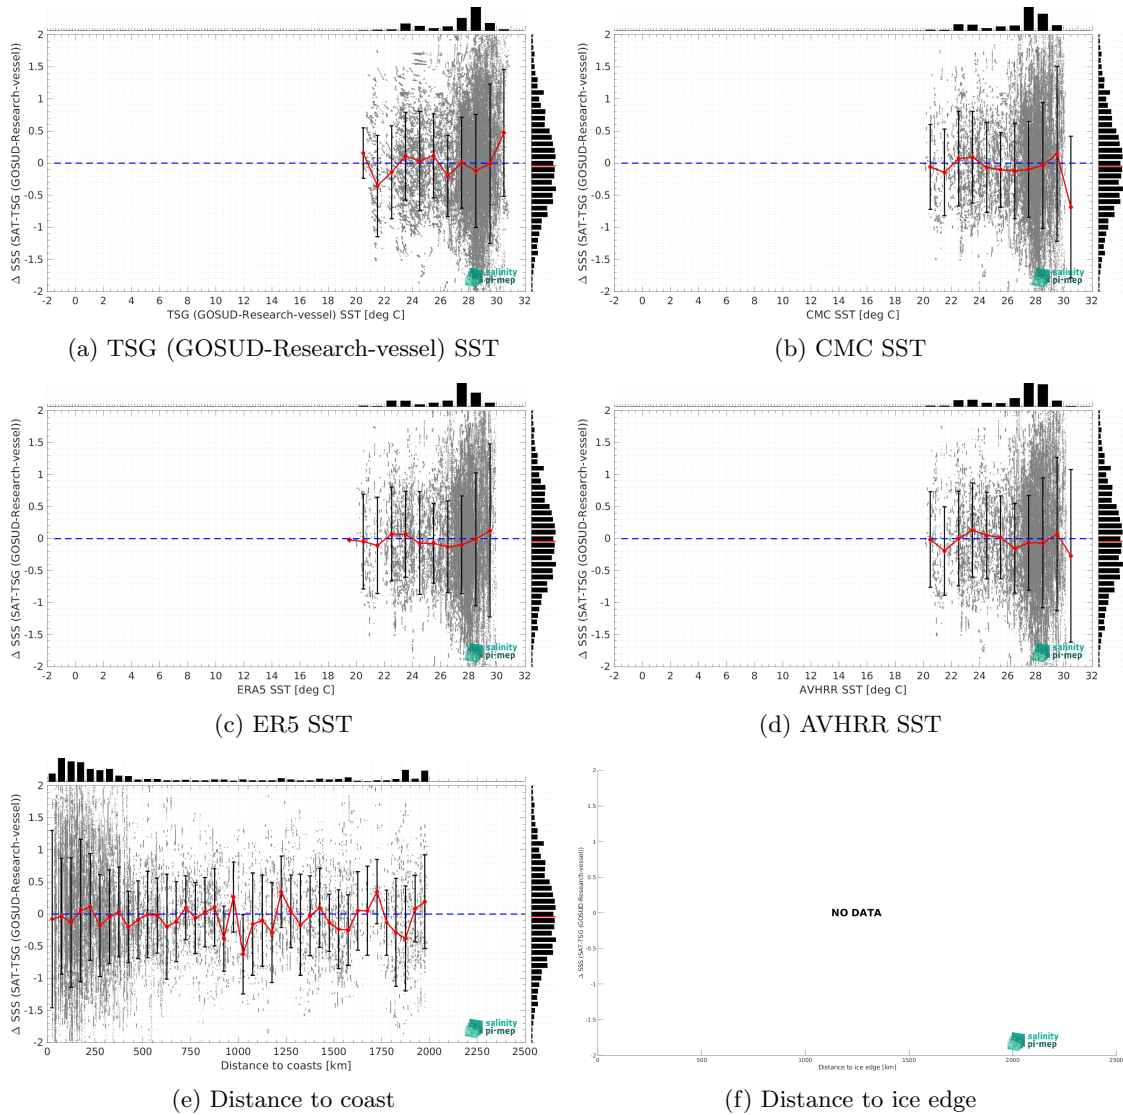 2
1.5
1
0.5
0
-0.5
-1
-1.5
-2
Δ SSS (SAT-TSG (GOSUD-Research-vessel))
-2 0 2 4 6 8 10 12 14 16 18 20 22 24 26 28 30 32
TSG (GOSUD-Research-vessel) SST [deg C]
salinity
pi-mep
(a) TSG (GOSUD-Research-vessel) SST
2
1.5
1
0.5
0
-0.5
-1
-1.5
-2
Δ SSS (SAT-TSG (GOSUD-Research-vessel))
-2 0 2 4 6 8 10 12 14 16 18 20 22 24 26 28 30 32
CMC SST [deg C]
salinity
pi-mep
(b) CMC SST
2
1.5
1
0.5
0
-0.5
-1
-1.5
-2
Δ SSS (SAT-TSG (GOSUD-Research-vessel))
-2 0 2 4 6 8 10 12 14 16 18 20 22 24 26 28 30 32
ERA5 SST [deg C]
salinity
pi-mep
(c) ER5 SST
2
1.5
1
0.5
0
-0.5
-1
-1.5
-2
Δ SSS (SAT-TSG (GOSUD-Research-vessel))
-2 0 2 4 6 8 10 12 14 16 18 20 22 24 26 28 30 32
AVHRR SST [deg C]
salinity
pi-mep
(d) AVHRR SST
2
1.5
1
0.5
0
-0.5
-1
-1.5
-2
Δ SSS (SAT-TSG (GOSUD-Research-vessel))
0 250 500 750 1000 1250 1500 1750 2000 2250 2500
Distance to coasts [km]
salinity
pi-mep
(e) Distance to coast
2
1.5
1
0.5
0
-0.5
-1
-1.5
-2
Δ SSS (SAT-TSG (GOSUD-Research-vessel))
NO DATA
0 500 1000 1500 2000 2500
Distance to ice edge [km]
salinity
pi-mep
(f) Distance to ice edge